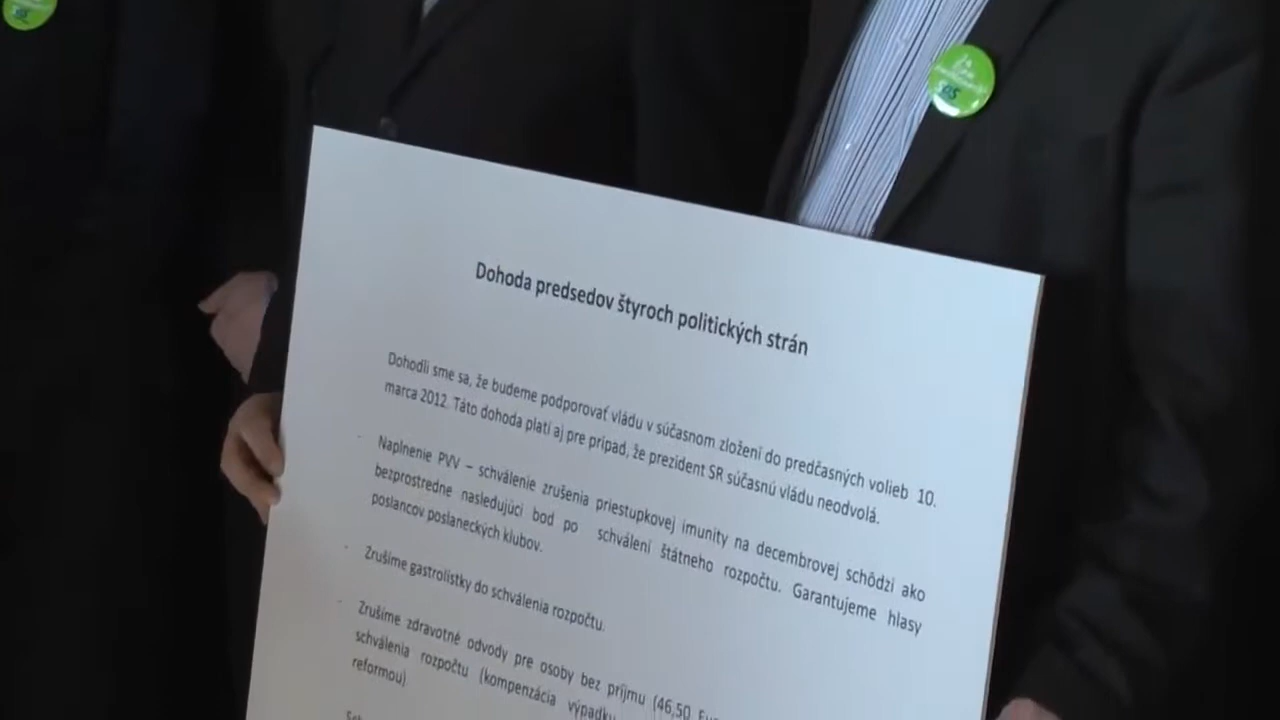 SaS
Dohoda predsedov štyroch politických strán
Dohodli sme sa, že budeme podporovať vládu v súčasnom zložení do predčasných volieb 10.
marca 2012. Táto dohoda platí aj pre prípad, že prezident SR súčasnú vládu neodvolá.
- Naplnenie PVV – schválenie zrušenia priestupkovej imunity na decembrovej schôdzi ako
bezprostredne nasledujúci bod po schválení štátneho rozpočtu. Garantujeme hlasy
poslancov poslaneckých klubov.
- Zrušíme gastrolístky do schválenia rozpočtu.
- Zrušíme zdravotné odvody pre osoby bez príjmu (46,50
schválenia rozpočtu (kompenzácia výpadku
reformou)